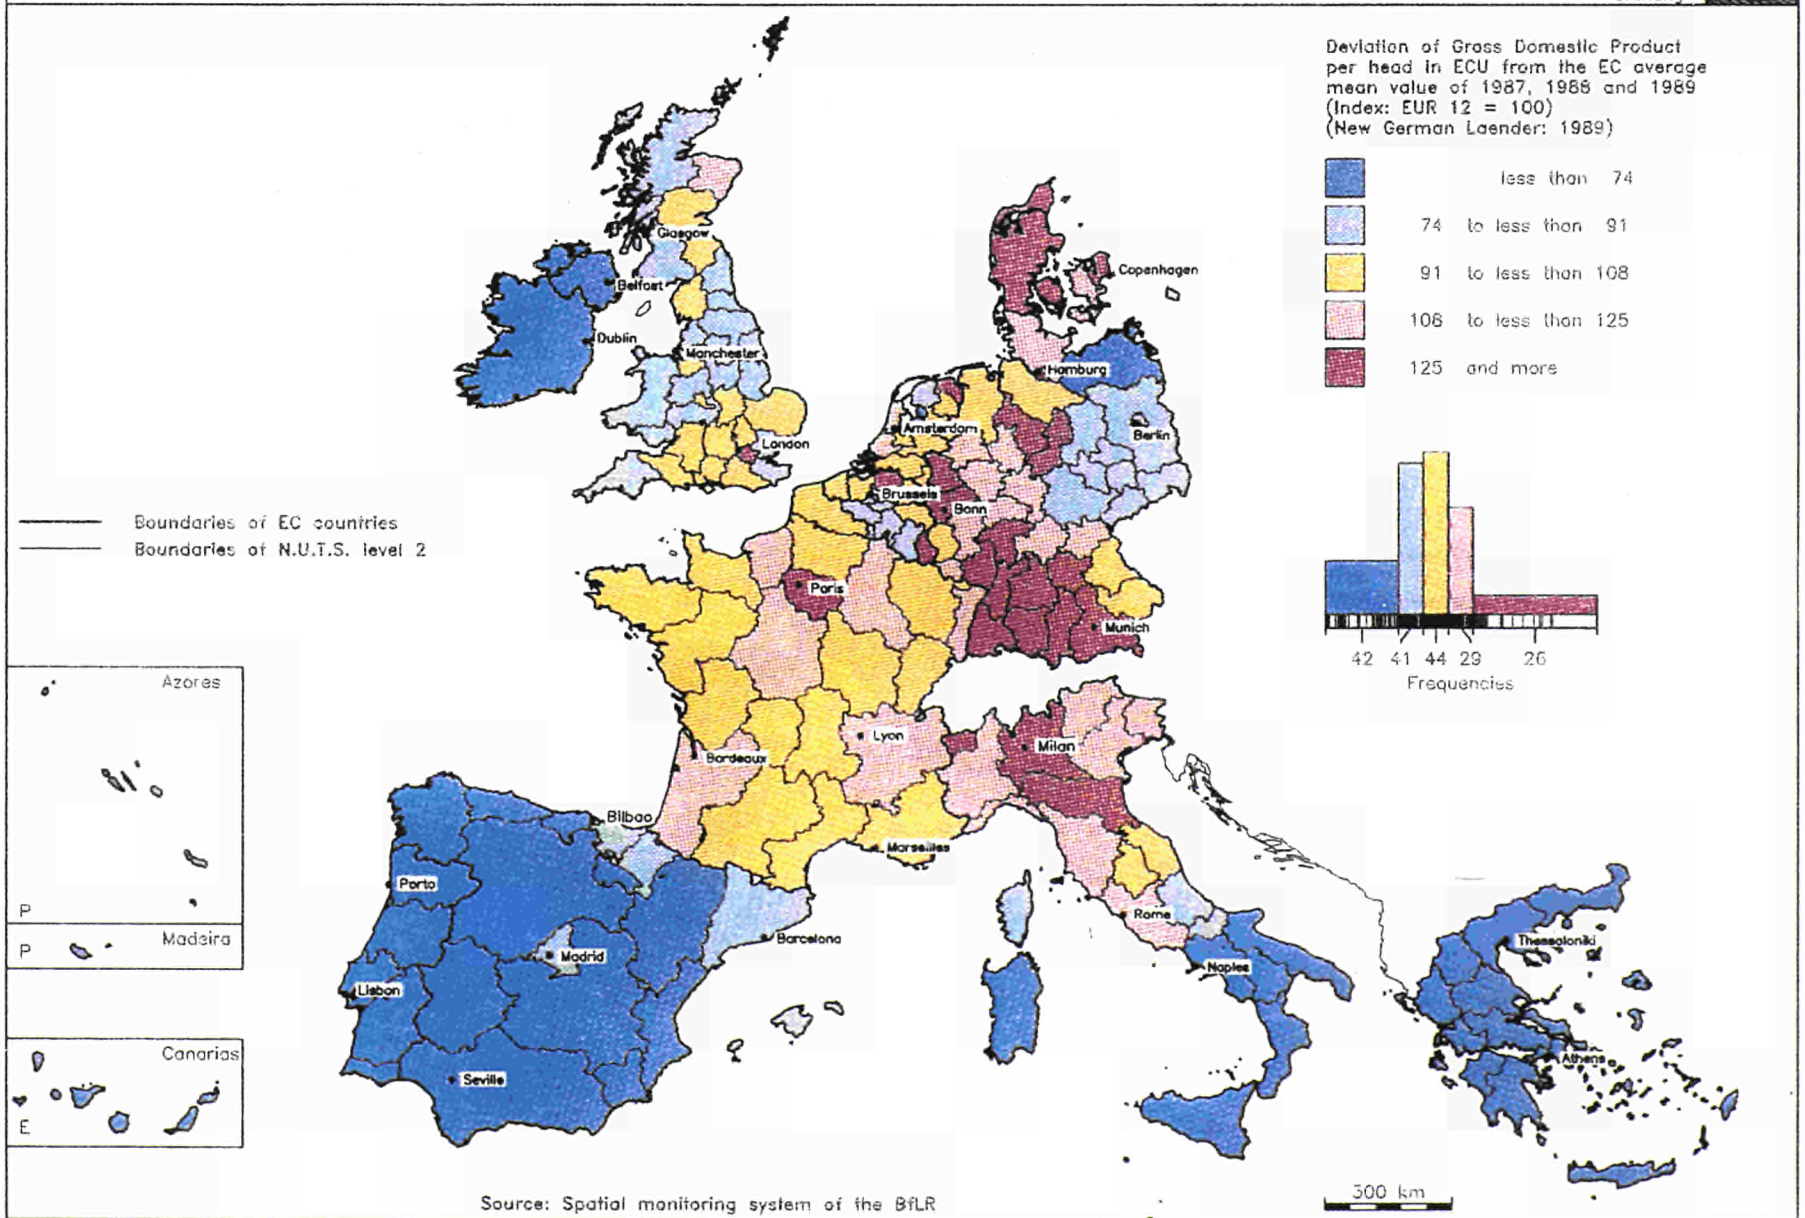 Deviation of Gross Domestic Product
per head in ECU from the EC average
mean value of 1987, 1988 and 1989
(Index: EUR 12 = 100)
(New German Laender: 1989)
less than 74
74 to less than 91
91 to less than 108
108 to less than 125
125 and more
Glasgow
Belfast
Dublin
Manchester
London
Copenhagen
Hamburg
Berlin
Amsterdam
Brussels
Bonn
Boundaries of EC countries
Boundaries of N.U.T.S. level 2
Paris
Munich
42 41 44 29 26
Frequencies
Azores
P
Madeira
P
Canarias
E
Lyon
Milan
Bordeaux
Bilbao
Marseilles
Porto
Rome
Barcelona
Madrid
Lisbon
Naples
Thessaloniki
Athens
Seville
Source: Spatial monitoring system of the BfLR
500 km